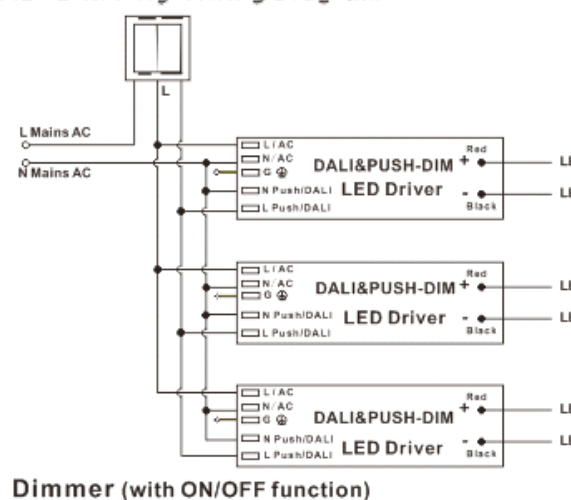 L
L Mains AC
N Mains AC
L/AC
N/AC
G
N Push/DALI
L Push/DALI
DALI&PUSH-DIM
LED Driver
Red
+
-
Black
L/AC
N/AC
G
N Push/DALI
L Push/DALI
DALI&PUSH-DIM
LED Driver
Red
+
-
Black
L/AC
N/AC
G
N Push/DALI
L Push/DALI
DALI&PUSH-DIM
LED Driver
Red
+
-
Black
Dimmer (with ON/OFF function)